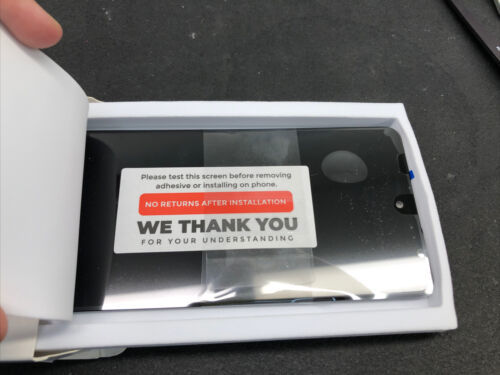 Please test this screen before removing
adhesive or installing on phone.
NO RETURNS AFTER INSTALLATION
WE THANK YOU
FOR YOUR UNDERSTANDING